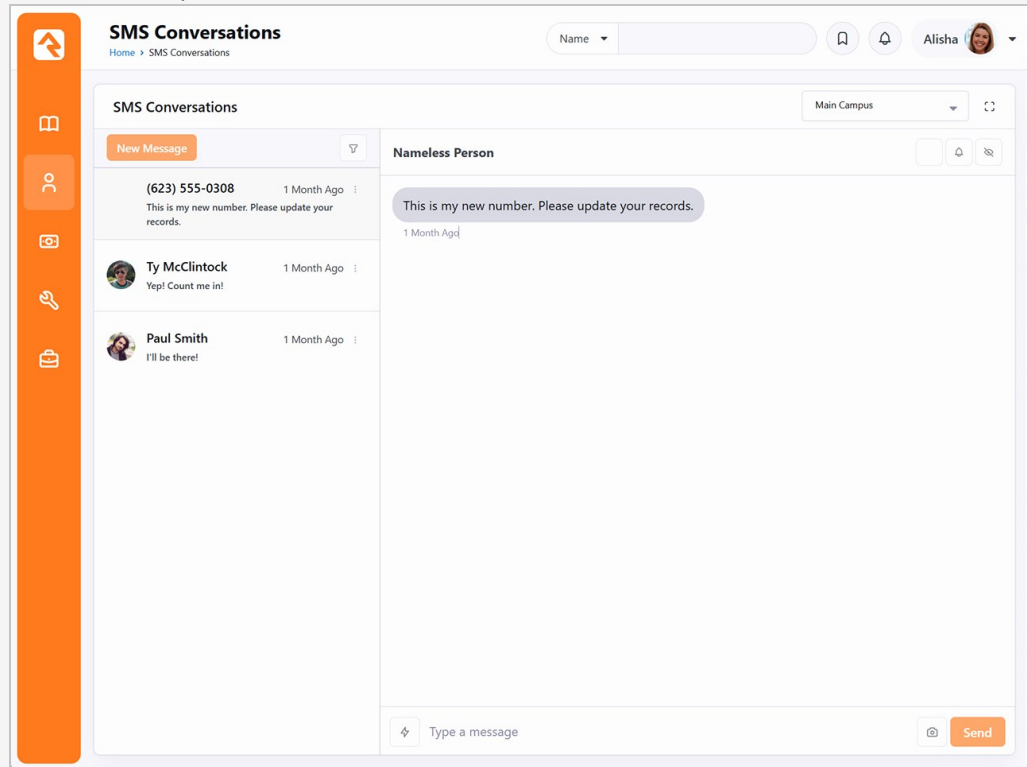 SMS Conversations
Home > SMS Conversations
Name
Alisha
SMS Conversations
Main Campus
New Message
Nameless Person
(623) 555-0308
1 Month Ago
This is my new number. Please update your
records.
This is my new number. Please update your records.
1 Month Ago
Ty McClintock
1 Month Ago
Yep! Count me in!
Paul Smith
1 Month Ago
I'll be there!
Type a message
Send